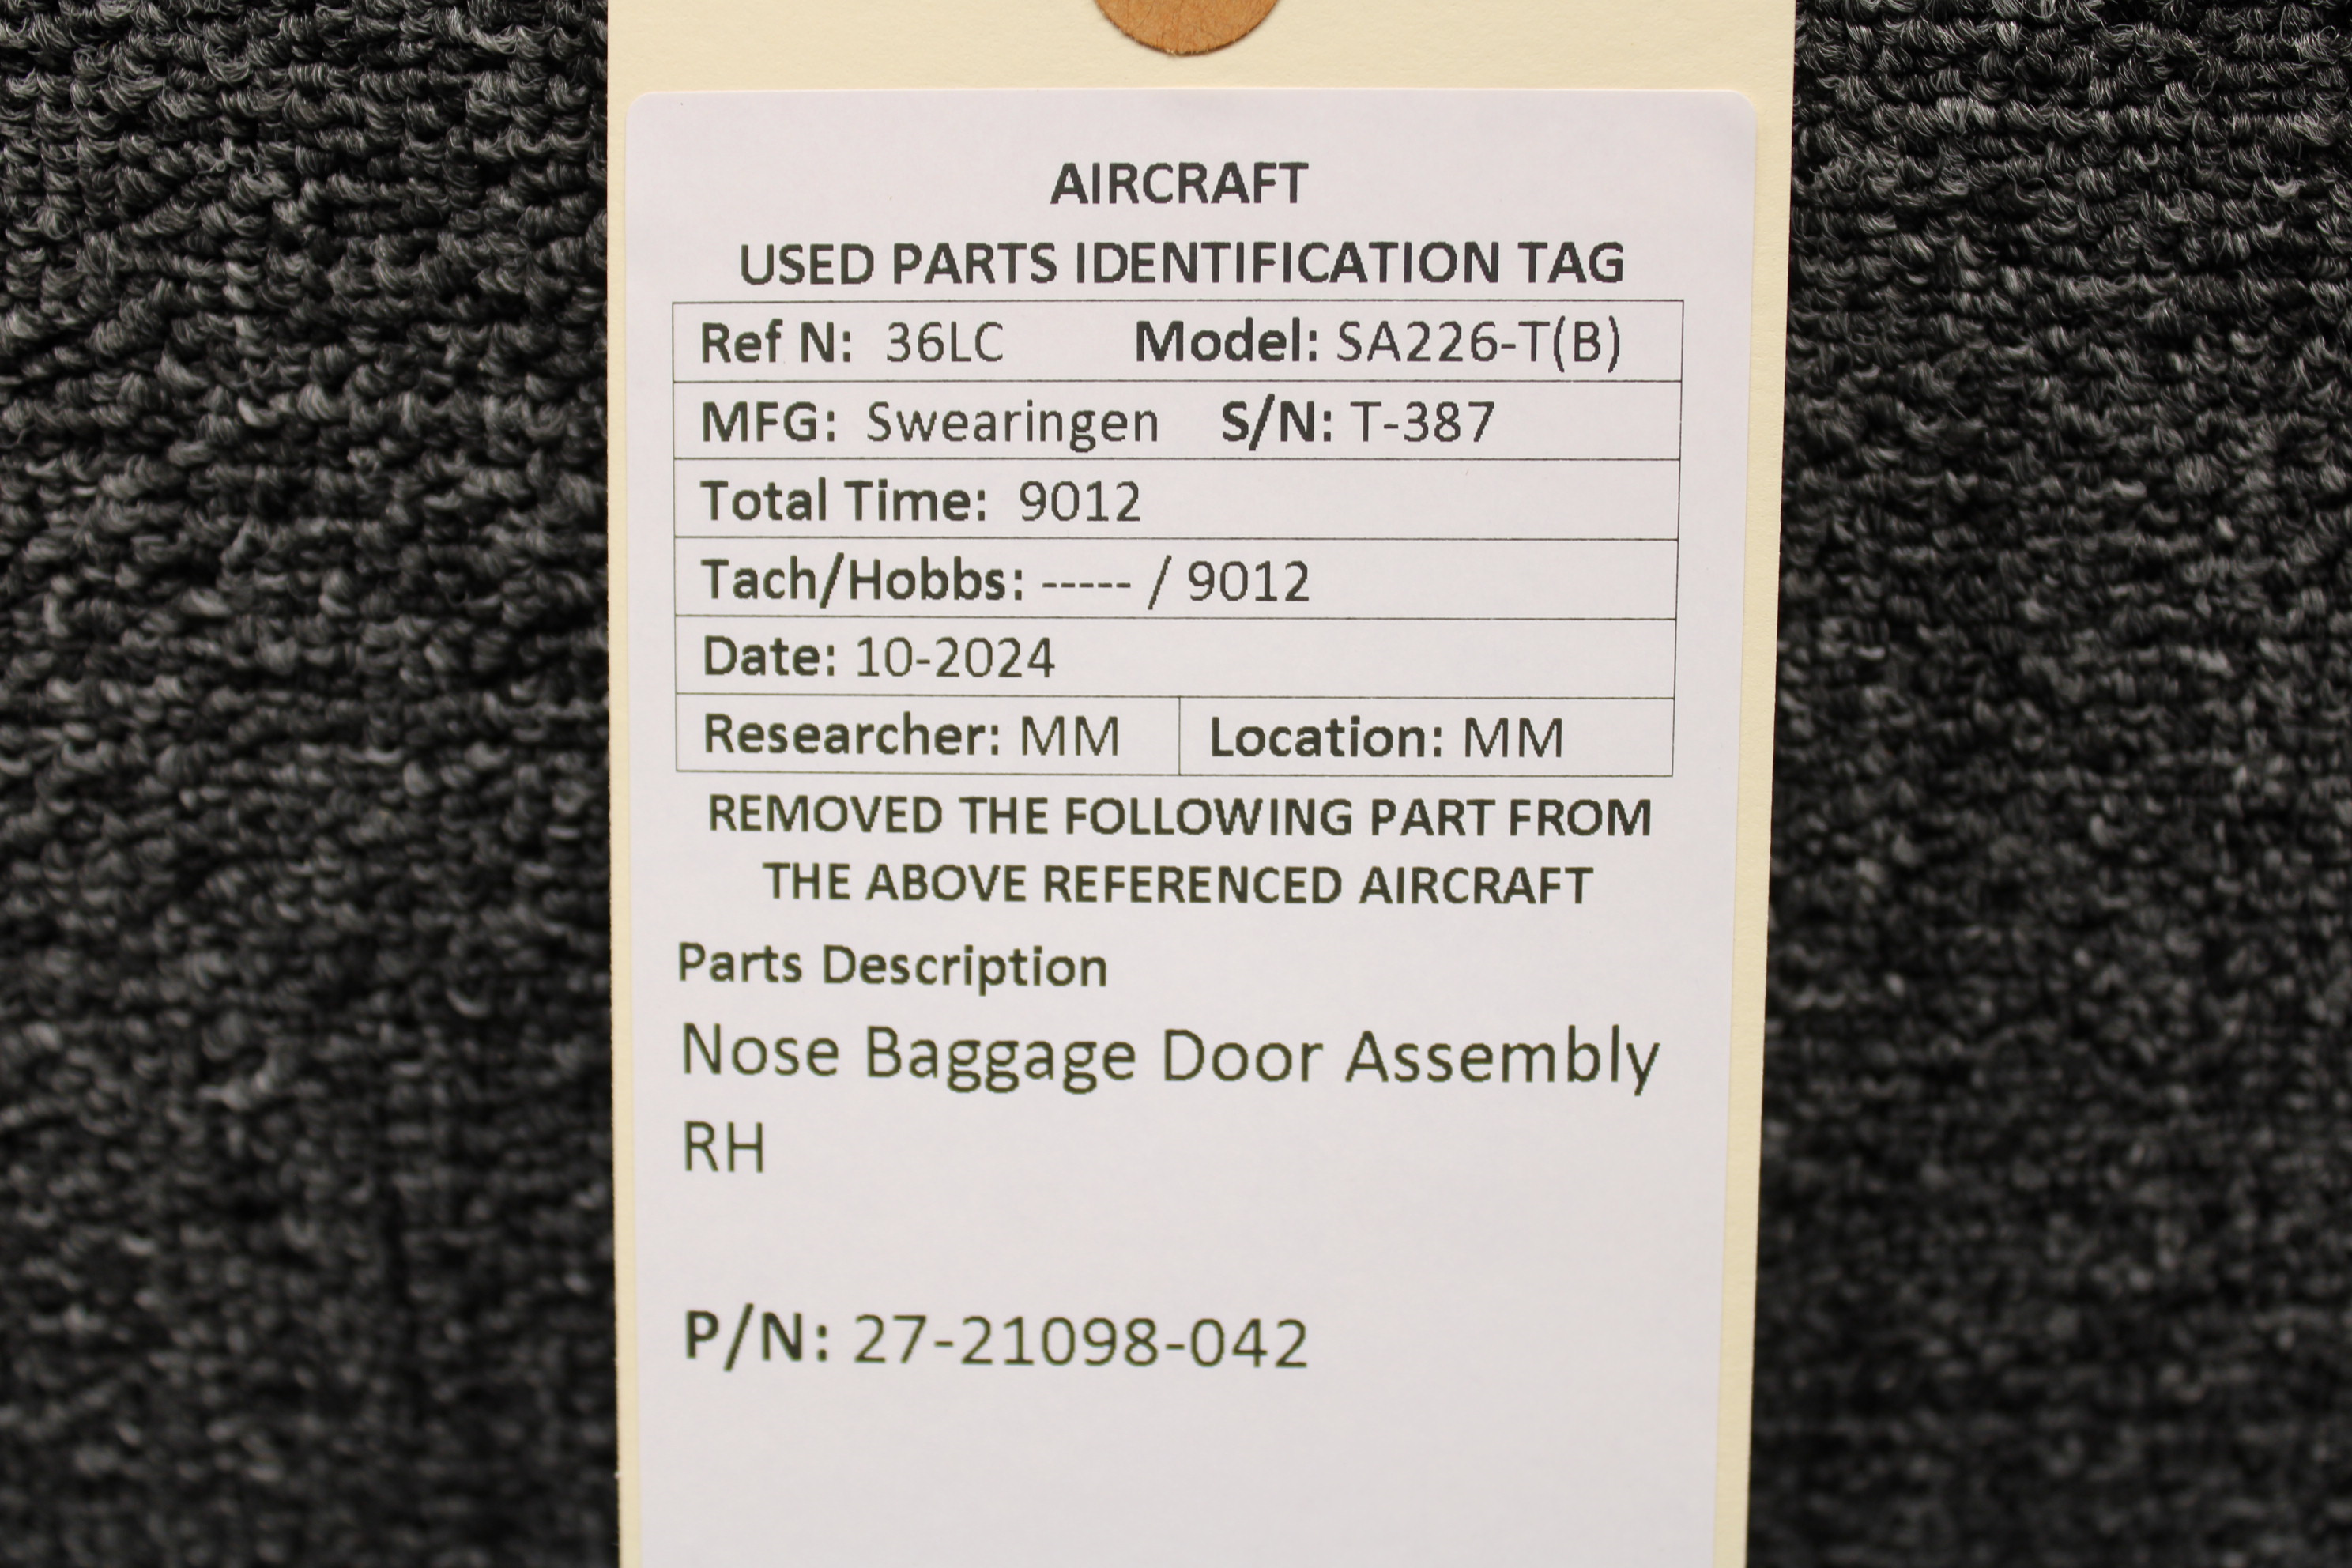 AIRCRAFT
USED PARTS IDENTIFICATION TAG
Ref N: 36LC Model: SA226-T(B)
MFG: Swearingen S/N: T-387
Total Time: 9012
Tach/Hobbs: ----- / 9012
Date: 10-2024
Researcher: MM Location: MM
REMOVED THE FOLLOWING PART FROM
THE ABOVE REFERENCED AIRCRAFT
Parts Description
Nose Baggage Door Assembly
RH
P/N: 27-21098-042